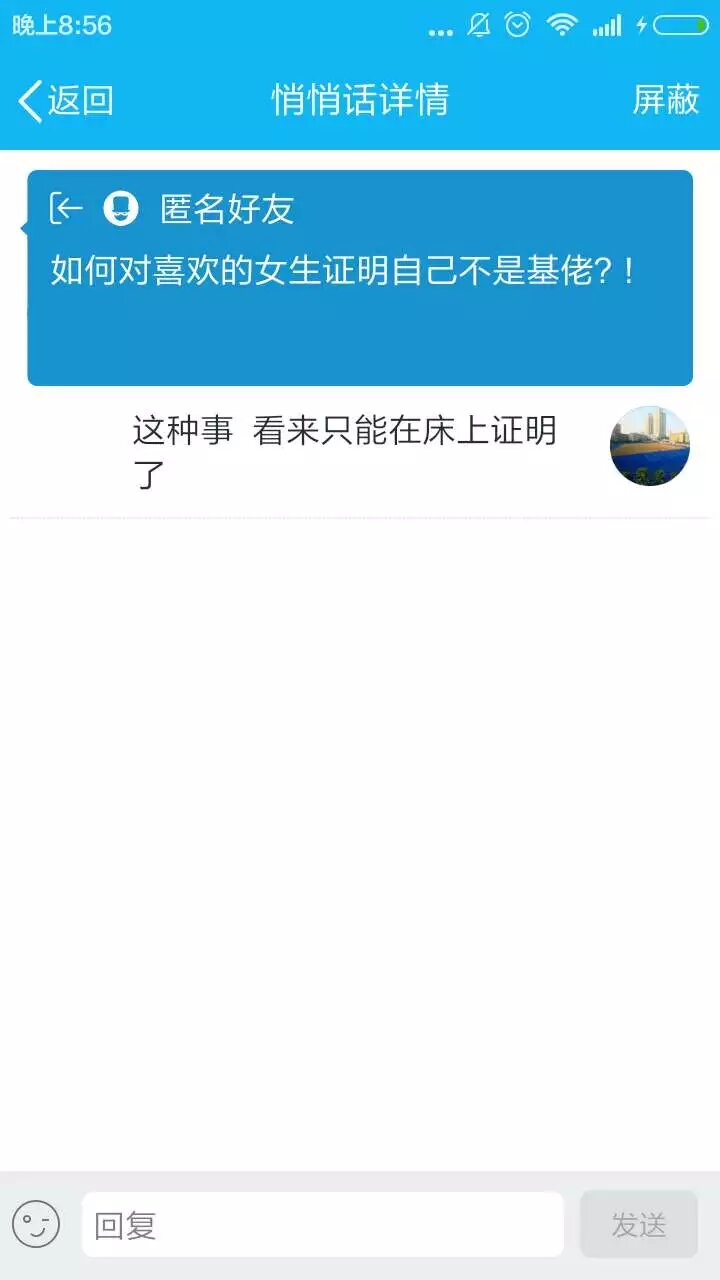 晚上8:56
返回 悄悄话详情 屏蔽
匿名好友
如何对喜欢的女生证明自己不是基佬?！
这种事 看来只能在床上证明
了
回复 发送